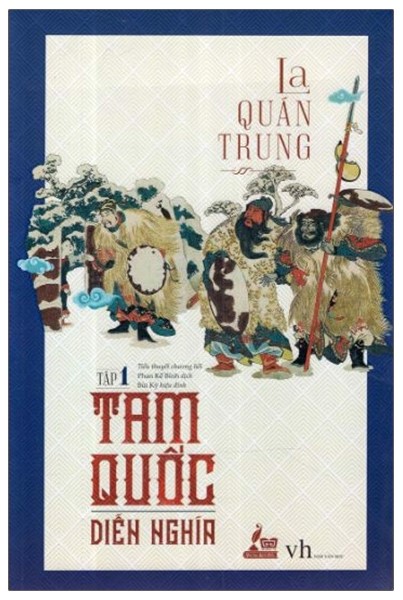 La
QUÁN
TRUNG
TẬP 1
Tiểu thuyết chương hồi
Phan Kế Bính dịch
Bùi Kỷ hiệu đính
TAM
QUỐC
DIỄN NGHĨA
vh